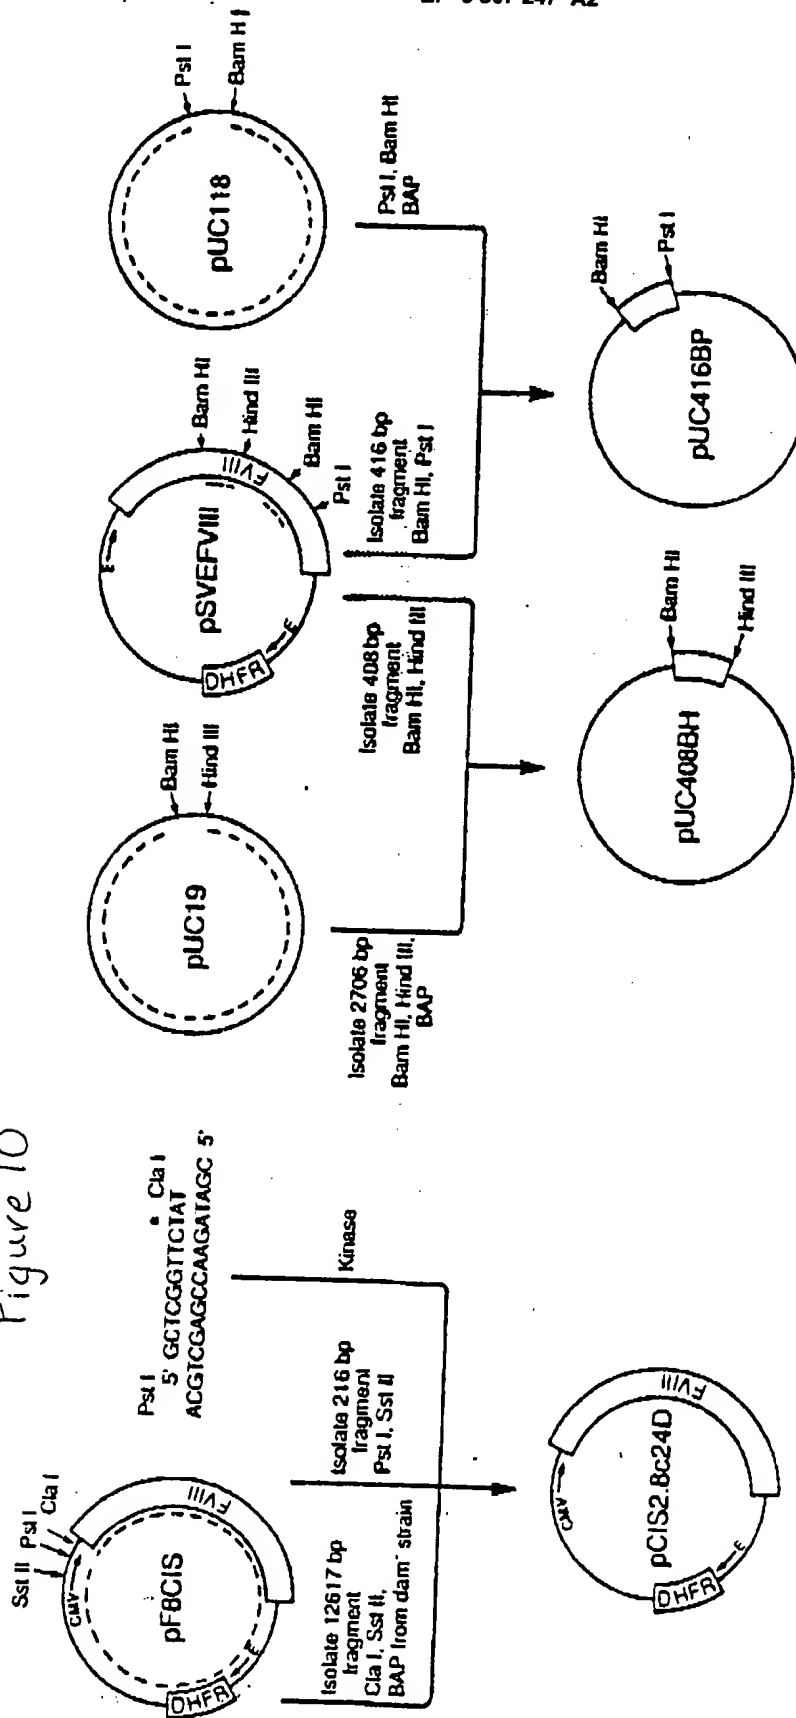 Figure 10
Sst II
Pst I
Cla I
CMV
FVIII
pF8CIS
DHFR
E
Pst I
Cla I
*
5' GCTCGGTTCTAT
ACGTCGAGCCAAGATAGC 5'
Isolate 12617 bp
fragment
Cla I, Sst II,
BAP from dam⁻ strain
Isolate 216 bp
fragment
Pst I, Sst II
Kinase
CMV
FVIII
pCIS2.8c24D
DHFR
E
pUC19
Bam HI
Hind III
pSVEFVIII
E
FVIII
Bam HI
Hind III
Bam HI
Pst I
DHFR
E
pUC118
Pst I
Bam HI
Isolate 2706 bp
fragment
Bam HI, Hind III,
BAP
Isolate 408 bp
fragment
Bam HI, Hind III
Isolate 416 bp
fragment
Bam HI, Pst I
Pst I, Bam HI
BAP
pUC408BH
Bam HI
Hind III
pUC416BP
Bam HI
Pst I